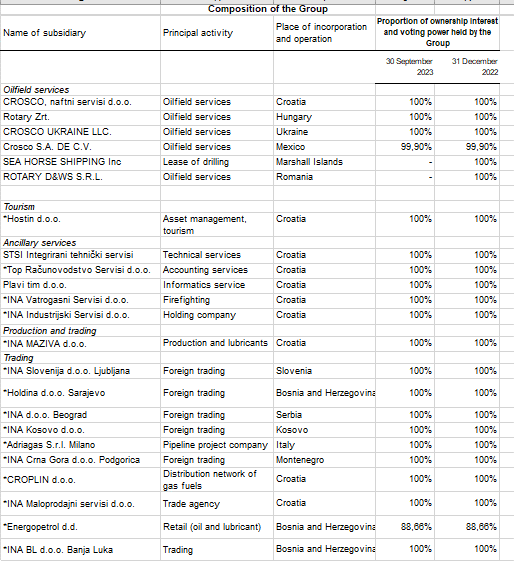 Composition of the Group
Name of subsidiary Principal activity Place of incorporation and operation Proportion of ownership interest and voting power held by the Group
30 September 2023 31 December 2022
Oilfield services
CROSCO, naftni servisi d.o.o. Oilfield services Croatia 100% 100%
Rotary Zrt. Oilfield services Hungary 100% 100%
CROSCO UKRAINE LLC. Oilfield services Ukraine 100% 100%
Crosco S.A. DE C.V. Oilfield services Mexico 99,90% 99,90%
SEA HORSE SHIPPING Inc Lease of drilling Marshall Islands - 100%
ROTARY D&WS S.R.L. Oilfield services Romania - 100%
Tourism
*Hostin d.o.o. Asset management, tourism Croatia 100% 100%
Ancillary services
STSI Integrirani tehnički servisi Technical services Croatia 100% 100%
*Top Računovodstvo Servisi d.o.o. Accounting services Croatia 100% 100%
Plavi tim d.o.o. Informatics service Croatia 100% 100%
*INA Vatrogasni Servisi d.o.o. Firefighting Croatia 100% 100%
*INA Industrijski Servisi d.o.o. Holding company Croatia 100% 100%
Production and trading
*INA MAZIVA d.o.o. Production and lubricants Croatia 100% 100%
Trading
*INA Slovenija d.o.o. Ljubljana Foreign trading Slovenia 100% 100%
*Holdina d.o.o. Sarajevo Foreign trading Bosnia and Herzegovina 100% 100%
*INA d.o.o. Beograd Foreign trading Serbia 100% 100%
*INA Kosovo d.o.o. Foreign trading Kosovo 100% 100%
*Adriagas S.r.l. Milano Pipeline project company Italy 100% 100%
*INA Crna Gora d.o.o. Podgorica Foreign trading Montenegro 100% 100%
*CROPLIN d.o.o. Distribution network of gas fuels Croatia 100% 100%
*INA Maloprodajni servisi d.o.o. Trade agency Croatia 100% 100%
*Energopetrol d.d. Retail (oil and lubricant) Bosnia and Herzegovina 88,66% 88,66%
*INA BL d.o.o. Banja Luka Trading Bosnia and Herzegovina 100% 100%